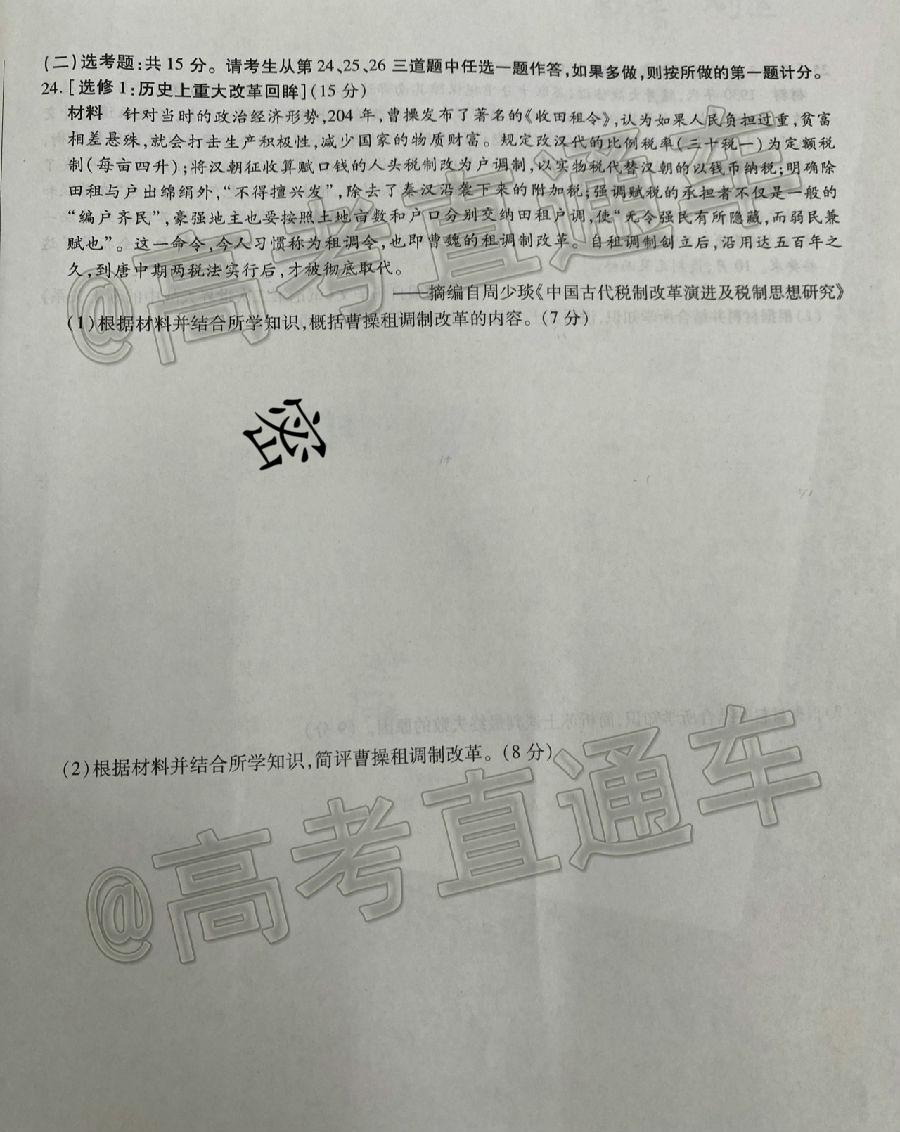 (二)选考题:共15分。请考生从第24、25、26三道题中任选一题作答,如果多做,则按所做的第一题计分。
24.[选修1:历史上重大改革回眸](15分)
材料 针对当时的政治经济形势,204年,曹操发布了著名的《收田租令》,认为如果人民负担过重,贫富
相差悬殊,就会打击生产积极性,减少国家的物质财富。规定改汉代的比例税率(三十税一)为定额税
制(每亩四升);将汉朝征收算赋口钱的人头税制改为户调制,以实物税代替汉朝的以钱币纳税;明确除
田租与户出绵绢外,“不得擅兴发”,除去了秦汉沿袭下来的附加税;强调赋税的承担者不仅是一般的
“编户齐民”,豪强地主也要按照土地亩数和户口分别交纳田租户调,使“无令强民有所隐藏,而弱民兼
赋也”。这一命令,今人习惯称为租调令,也即曹魏的租调制改革。自租调制创立后,沿用达五百年之
久,到唐中期两税法实行后,才被彻底取代。
——摘编自周少琰《中国古代税制改革演进及税制思想研究》
(1)根据材料并结合所学知识,概括曹操租调制改革的内容。(7分)
密
(2)根据材料并结合所学知识,简评曹操租调制改革。(8分)
@高考直通车
@高考直通车